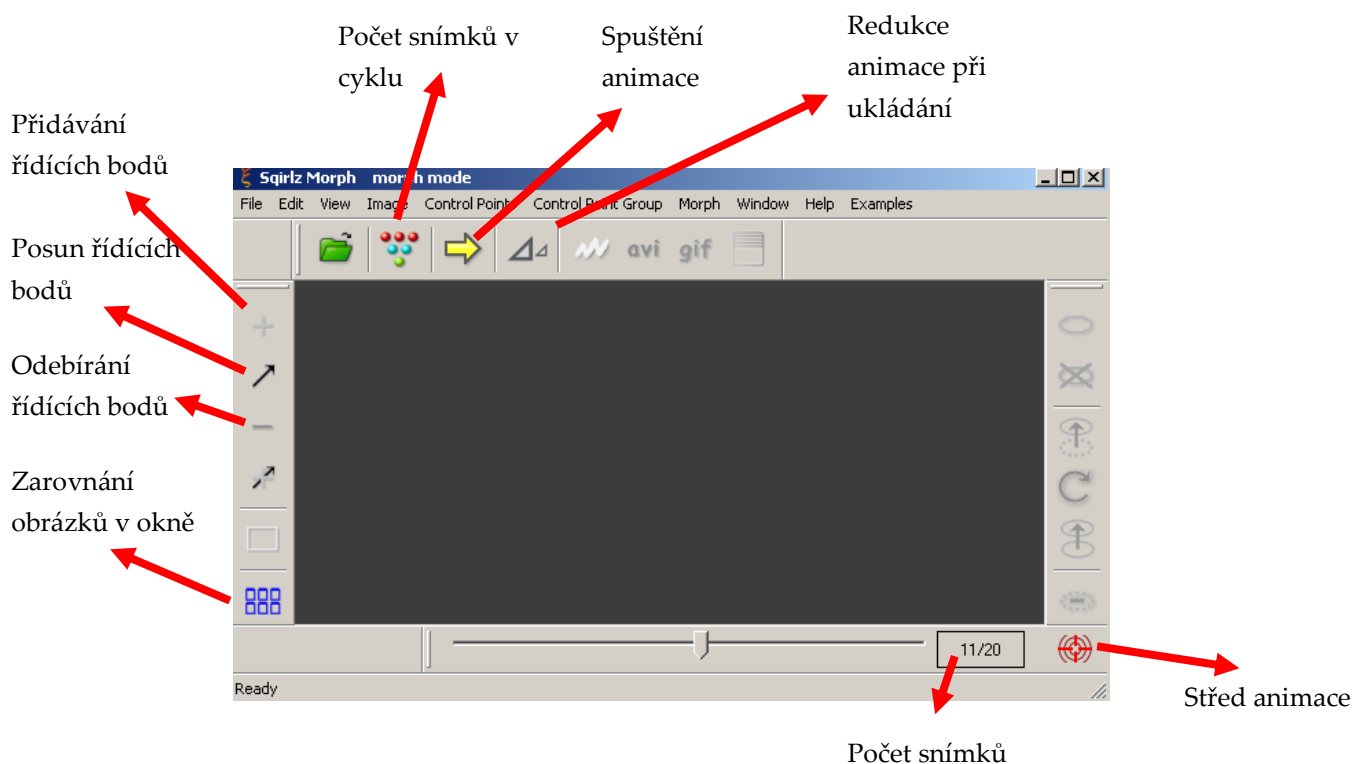 Počet snímků v
cyklu
Spuštění
animace
Redukce
animace při
ukládání
Přidávání
řídících bodů
Posun řídících
bodů
Odebírání
řídících bodů
Zarovnání
obrázků v okně
Sqirlz Morph morph mode
File Edit View Image Control Points Control Point Group Morph Window Help Examples
avi gif
11/20
Ready
Střed animace
Počet snímků